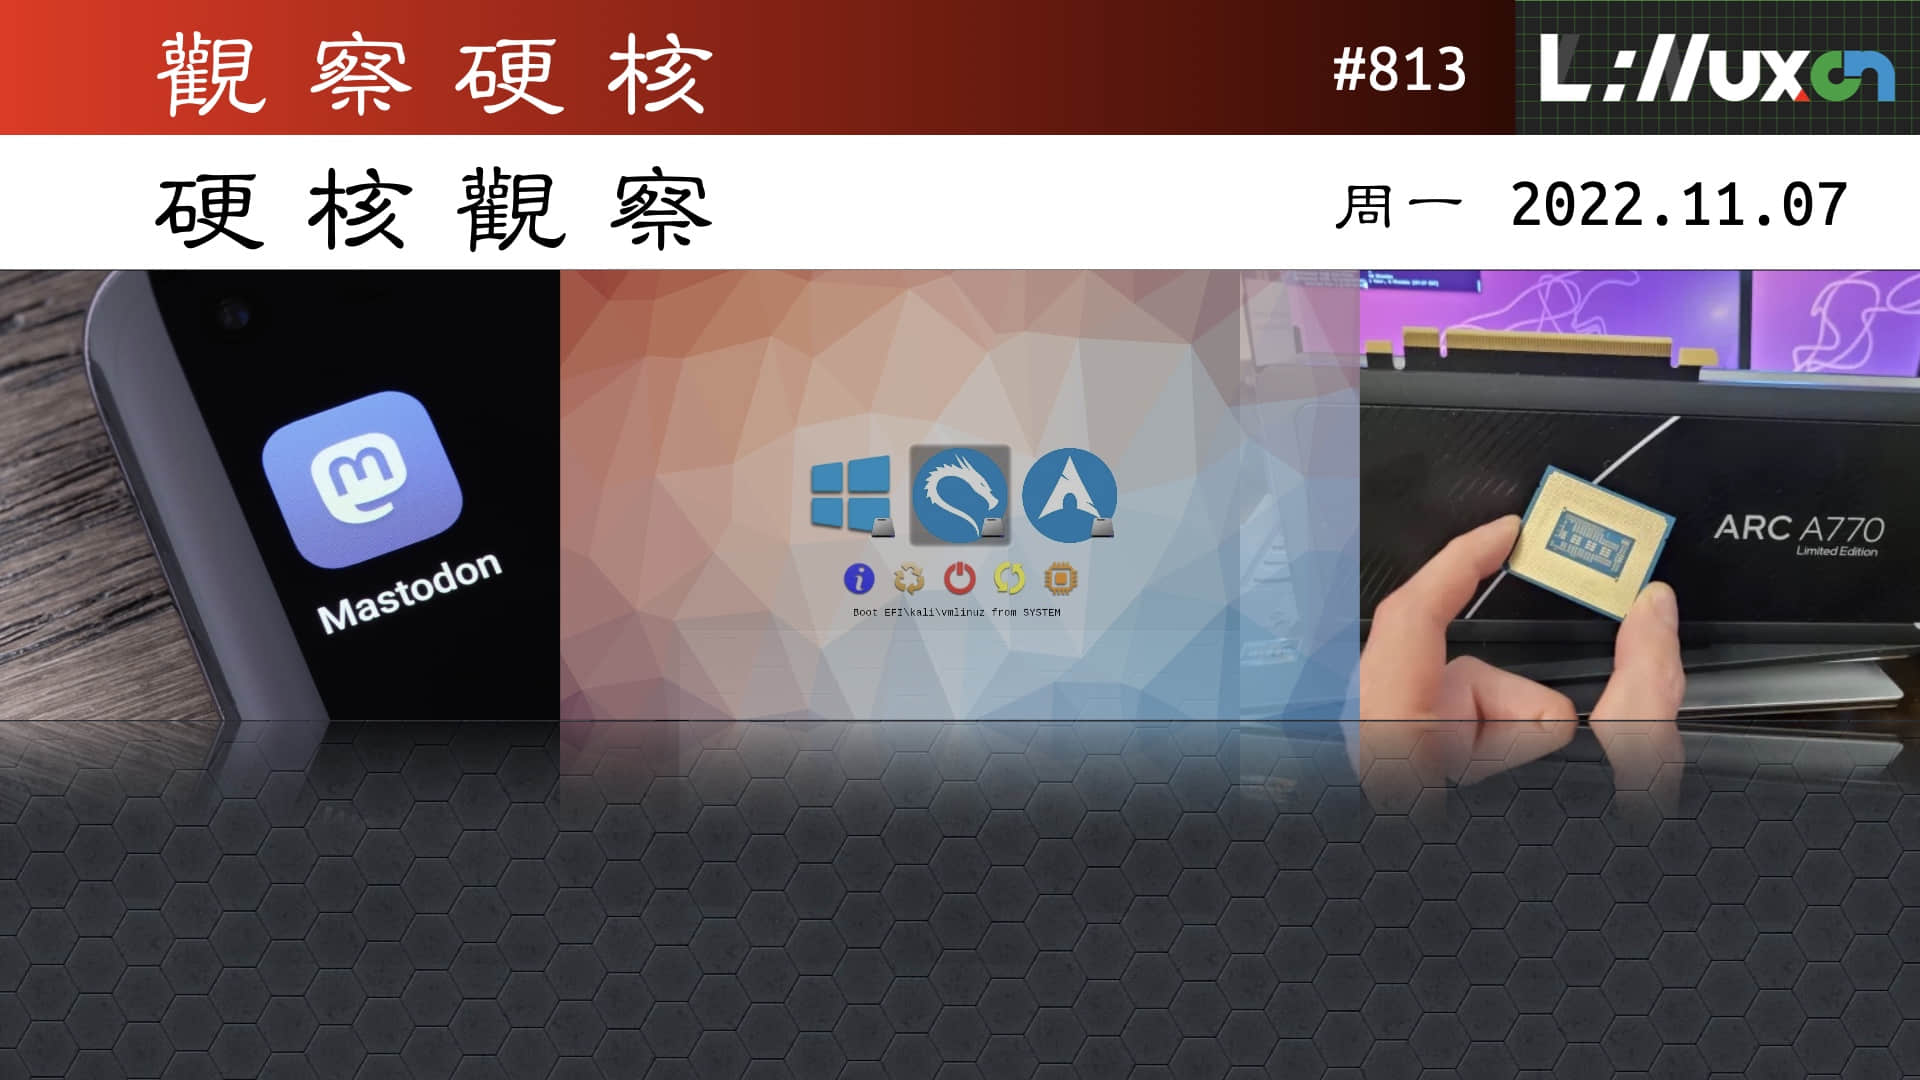 觀察硬核
#813
L://uxcn
硬核觀察
周一 2022.11.07
Mastodon
Boot EFI\kali\vmlinuz from SYSTEM
ARC A770
Limited Edition